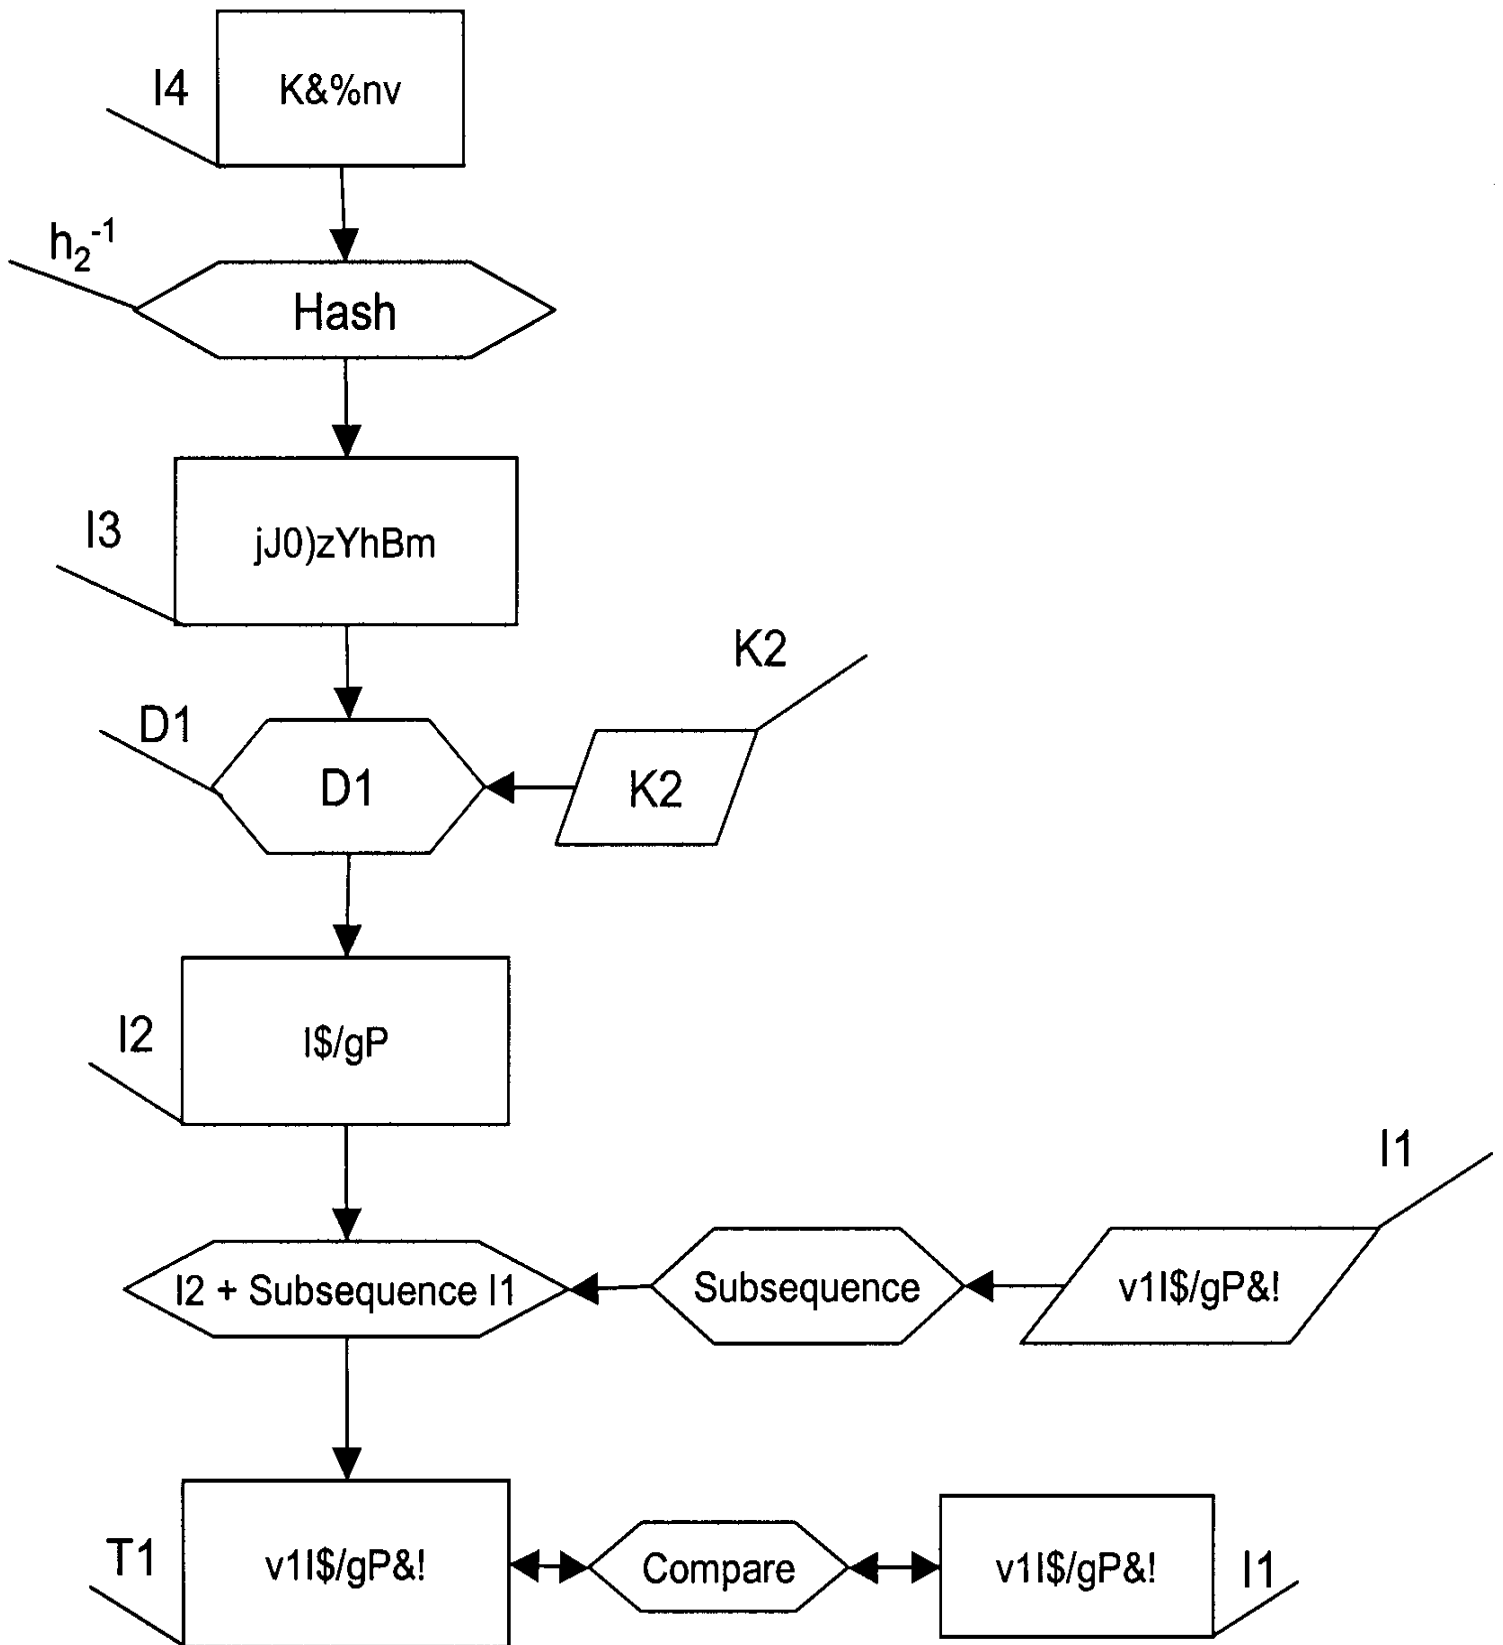 I4
K&%nv
h2-1
Hash
I3
jJ0)zYhBm
K2
D1
D1
K2
I2
I$/gP
I1
I2 + Subsequence I1
Subsequence
v1I$/gP&!
T1
v1I$/gP&!
Compare
v1I$/gP&!
I1